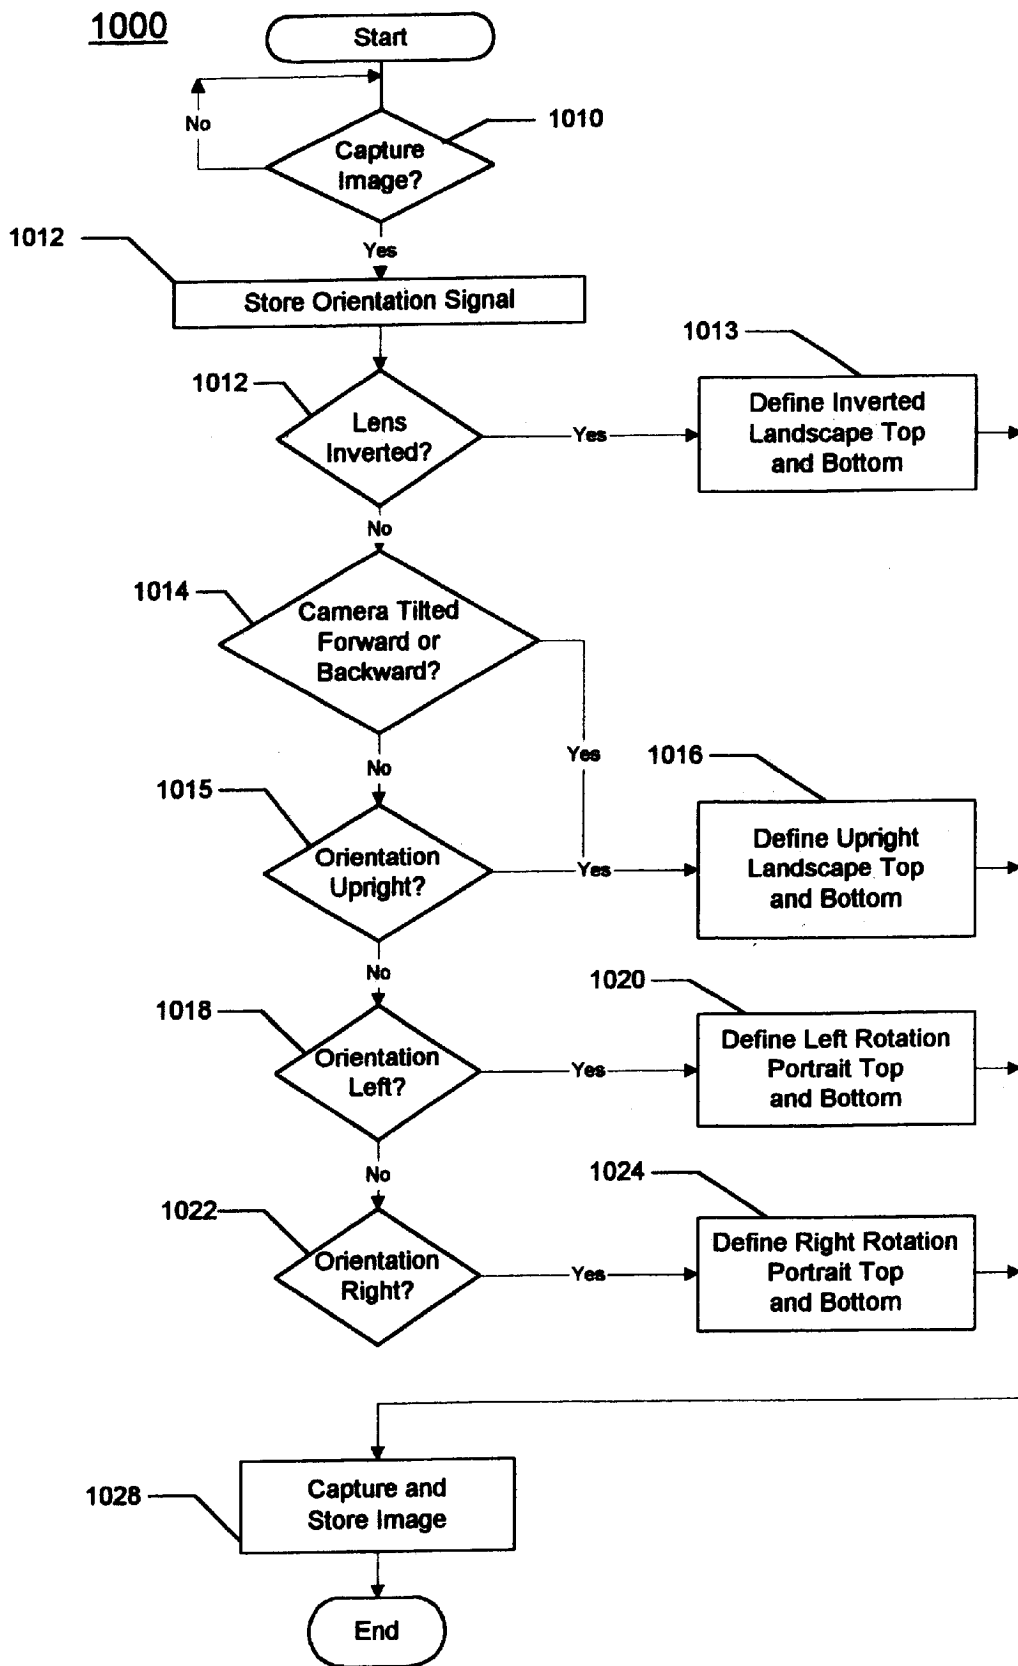 1000
Start
No
1010
Capture
Image?
Yes
1012
Store Orientation Signal
1013
1012
Lens
Inverted?
Yes
Define Inverted
Landscape Top
and Bottom
No
1014
Camera Tilted
Forward or
Backward?
Yes
No
1016
1015
Orientation
Upright?
Yes
Define Upright
Landscape Top
and Bottom
No
1020
1018
Orientation
Left?
Yes
Define Left Rotation
Portrait Top
and Bottom
No
1024
1022
Orientation
Right?
Yes
Define Right Rotation
Portrait Top
and Bottom
1028
Capture and
Store Image
End